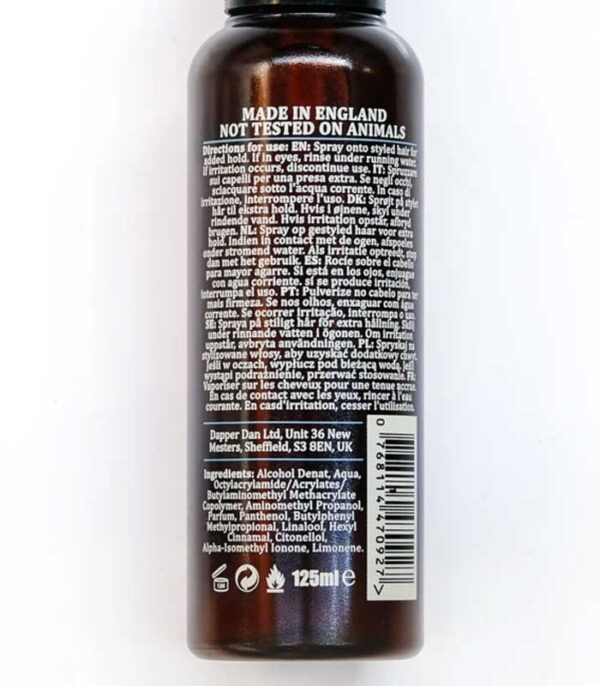 MADE IN ENGLAND
NOT TESTED ON ANIMALS
Directions for use: EN: Spray onto styled hair for
added hold. If in eyes, rinse under running water.
If irritation occurs, discontinue use. IT: Spruzzare
sui capelli per una presa extra. Se negli occhi,
sciacquare sotto l'acqua corrente. In caso di
irritazione, interrompere l'uso. DK: Sprøjt på stylet
hår til ekstra hold. Hvis i øjnene, skyl under
rindende vand. Hvis irritation opstår, afbryd
brugen. NL: Spray op gestyled haar voor extra
hold. Indien in contact met de ogen, afspoelen
onder stromend water. Als irritatie optreedt, stop
dan met het gebruik. ES: Rocíe sobre el cabello
para mayor agarre. Si está en los ojos, enjuague
con agua corriente. si se produce irritación,
interrumpa el uso. PT: Pulverize no cabelo para ter
mais firmeza. Se nos olhos, enxaguar com água
corrente. Se ocorrer irritação, interrompa o uso.
SE: Spraya på stiligt hår för extra hållning. Skölj
under rinnande vatten i ögonen. Om irritation
uppstår, avbryta användningen. PL: Spryskaj na
stylizowane włosy, aby uzyskać dodatkowy chwyt.
Jeśli w oczach, wypłucz pod bieżącą wodą. Jeśli
wystąpi podrażnienie, przerwać stosowanie. FR:
Vaporiser sur les cheveux pour une tenue accrue.
En cas de contact avec les yeux, rincer à l'eau
courante. En casd'irritation, cesser l'utilisation.
Dapper Dan Ltd, Unit 36 New
Mesters, Sheffield, S3 8EN, UK
Ingredients: Alcohol Denat, Aqua,
Octylacrylamide/Acrylates/
Butylaminomethyl Methacrylate
Copolymer, Aminomethyl Propanol,
Parfum, Panthenol, Butylphenyl
Methylpropional, Linalool, Hexyl
Cinnamal, Citonellol,
Alpha-Isomethyl Ionone, Limonene.
125ml e
0 768114 470927 >